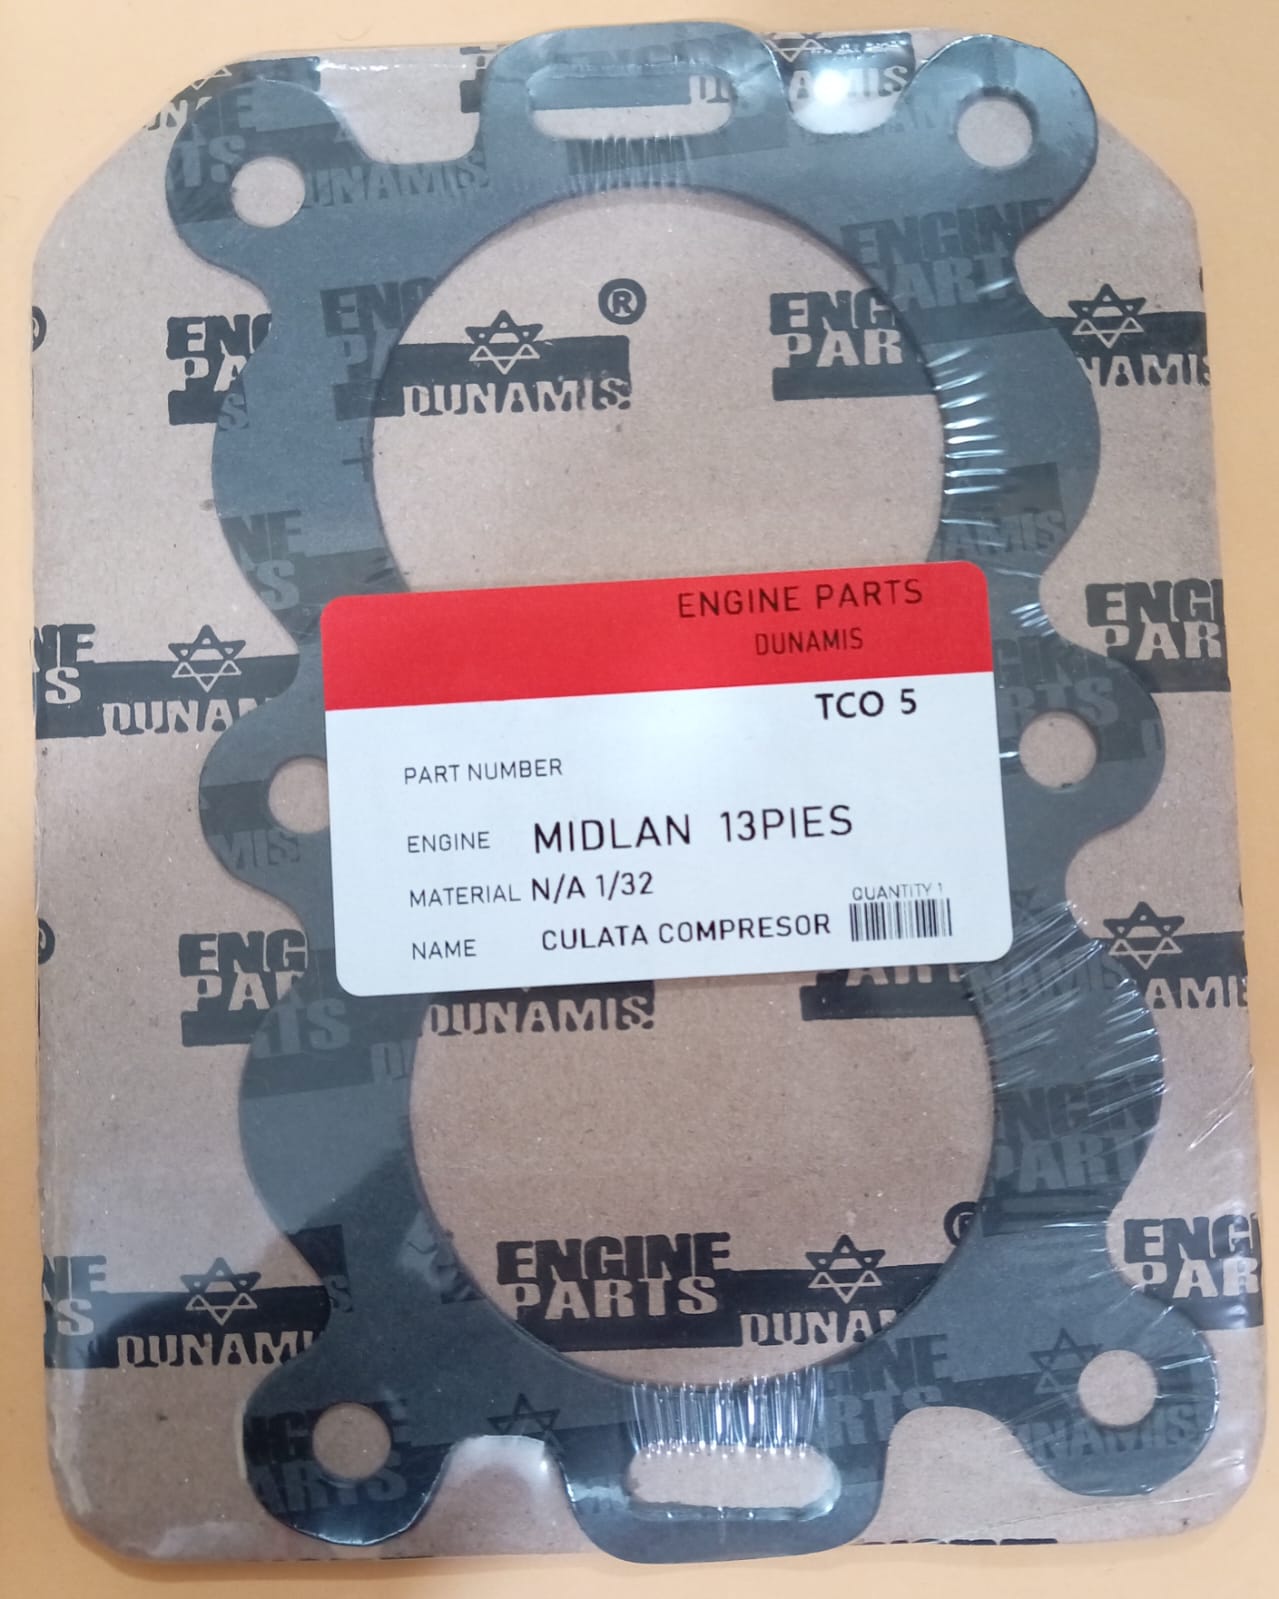 ENGINE
PARTS
DUNAMIS
®
ENGINE PARTS
DUNAMIS
TCO 5
PART NUMBER
ENGINE MIDLAN 13PIES
MATERIAL N/A 1/32
QUANTITY 1
NAME CULATA COMPRESOR
ENGINE
PARTS
DUNAMIS